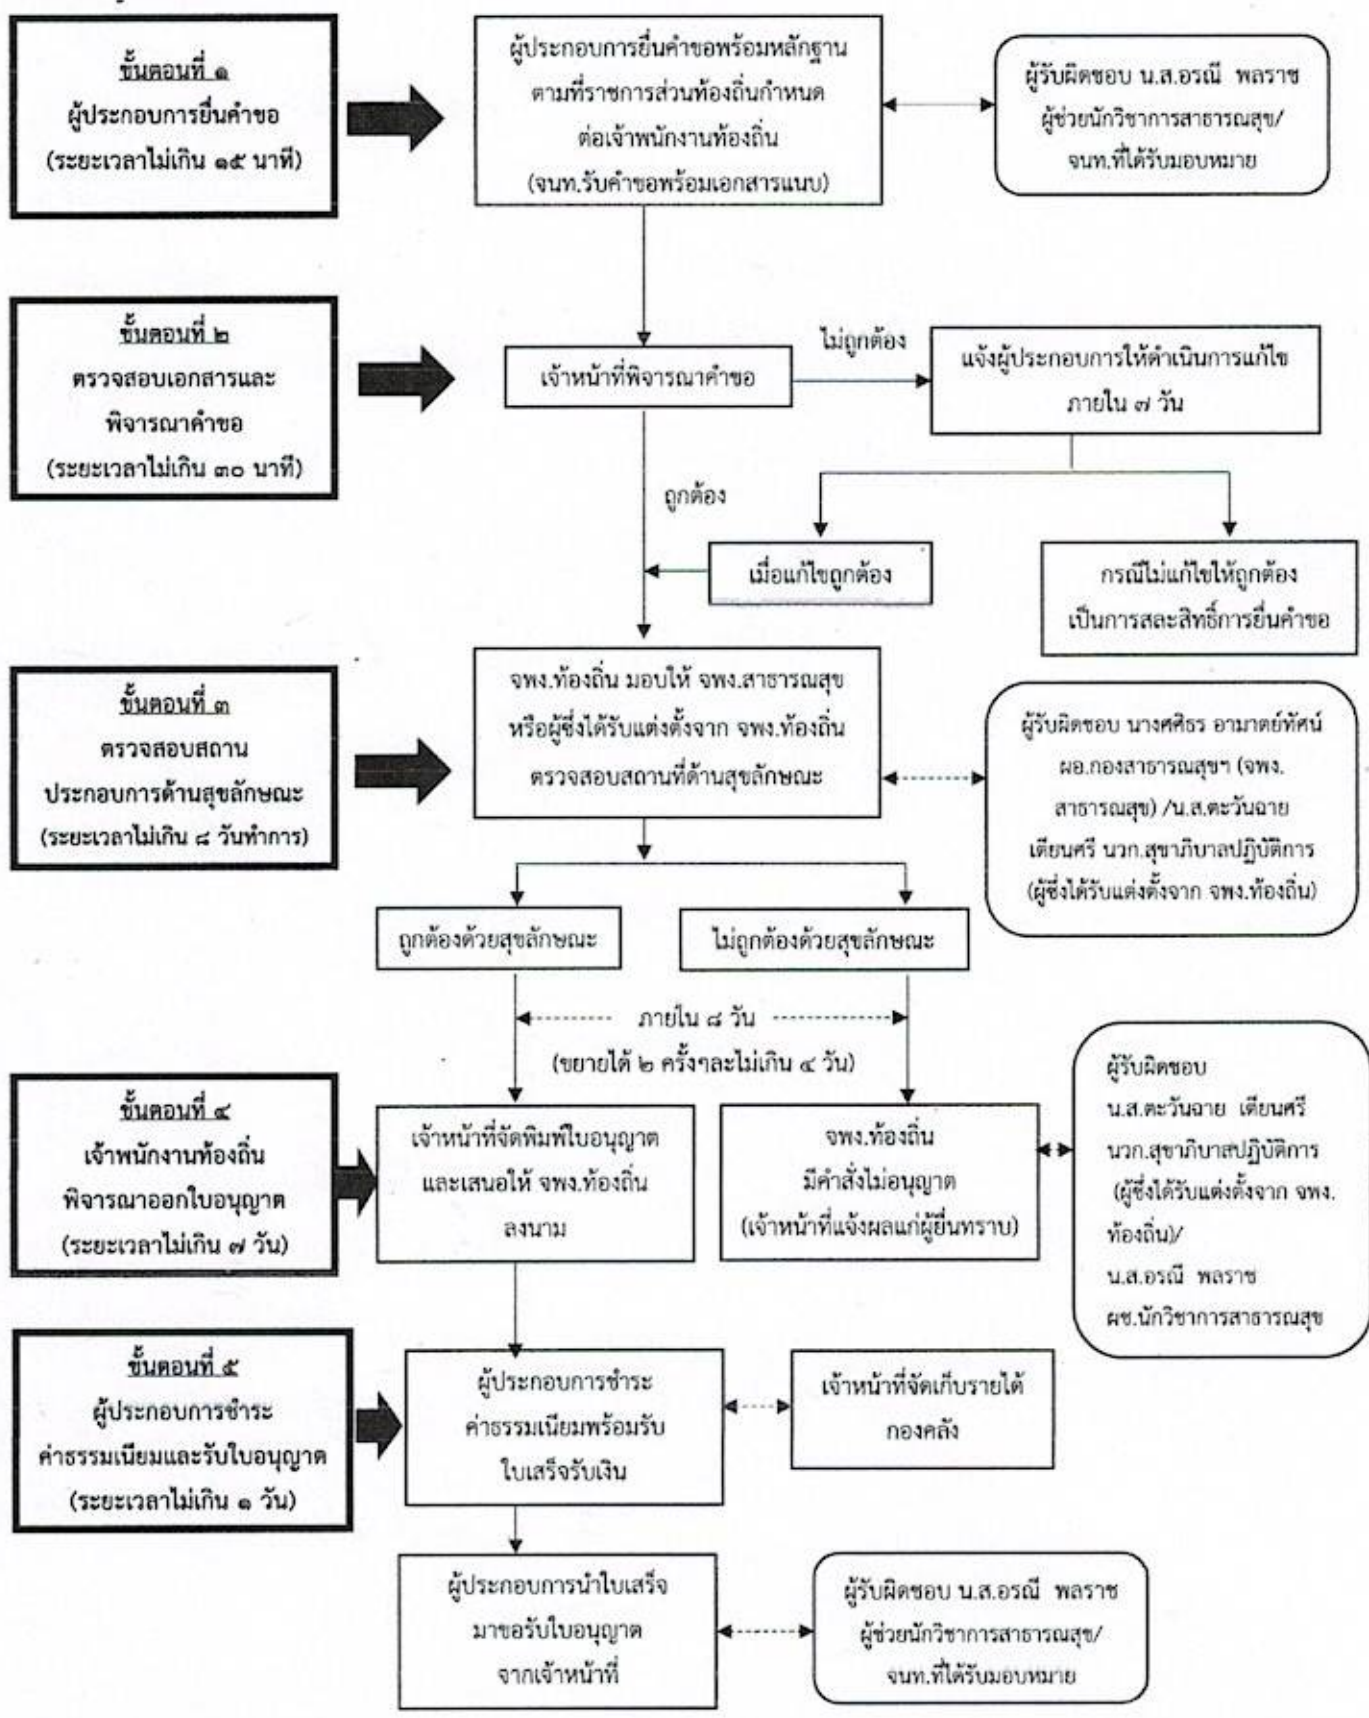 ขั้นตอนที่ ๑
ผู้ประกอบการยื่นคำขอ
(ระยะเวลาไม่เกิน ๑๕ นาที)
ผู้ประกอบการยื่นคำขอพร้อมหลักฐาน
ตามที่ราชการส่วนท้องถิ่นกำหนด
ต่อเจ้าพนักงานท้องถิ่น
(จนท.รับคำขอพร้อมเอกสารแนบ)
ผู้รับผิดชอบ น.ส.อรณี พลราช
ผู้ช่วยนักวิชาการสาธารณสุข/
จนท.ที่ได้รับมอบหมาย
ขั้นตอนที่ ๒
ตรวจสอบเอกสารและ
พิจารณาคำขอ
(ระยะเวลาไม่เกิน ๓๐ นาที)
เจ้าหน้าที่พิจารณาคำขอ
ไม่ถูกต้อง
แจ้งผู้ประกอบการให้ดำเนินการแก้ไข
ภายใน ๗ วัน
ถูกต้อง
เมื่อแก้ไขถูกต้อง
กรณีไม่แก้ไขให้ถูกต้อง
เป็นการสละสิทธิ์การยื่นคำขอ
ขั้นตอนที่ ๓
ตรวจสอบสถาน
ประกอบการด้านสุขลักษณะ
(ระยะเวลาไม่เกิน ๘ วันทำการ)
จพง.ท้องถิ่น มอบให้ จพง.สาธารณสุข
หรือผู้ซึ่งได้รับแต่งตั้งจาก จพง.ท้องถิ่น
ตรวจสอบสถานที่ด้านสุขลักษณะ
ผู้รับผิดชอบ นางศศิธร อามาตย์ทัศน์
ผอ.กองสาธารณสุขฯ (จพง.
สาธารณสุข) /น.ส.ตะวันฉาย
เตียนศรี นวก.สุขาภิบาลปฏิบัติการ
(ผู้ซึ่งได้รับแต่งตั้งจาก จพง.ท้องถิ่น)
ถูกต้องด้วยสุขลักษณะ
ไม่ถูกต้องด้วยสุขลักษณะ
ภายใน ๘ วัน
(ขยายได้ ๒ ครั้งๆละไม่เกิน ๔ วัน)
ขั้นตอนที่ ๔
เจ้าพนักงานท้องถิ่น
พิจารณาออกใบอนุญาต
(ระยะเวลาไม่เกิน ๗ วัน)
เจ้าหน้าที่จัดพิมพ์ใบอนุญาต
และเสนอให้ จพง.ท้องถิ่น
ลงนาม
จพง.ท้องถิ่น
มีคำสั่งไม่อนุญาต
(เจ้าหน้าที่แจ้งผลแก่ผู้ยื่นทราบ)
ผู้รับผิดชอบ
น.ส.ตะวันฉาย เตียนศรี
นวก.สุขาภิบาสปฏิบัติการ
(ผู้ซึ่งได้รับแต่งตั้งจาก จพง.
ท้องถิ่น)/
น.ส.อรณี พลราช
ผช.นักวิชาการสาธารณสุข
ขั้นตอนที่ ๕
ผู้ประกอบการชำระ
ค่าธรรมเนียมและรับใบอนุญาต
(ระยะเวลาไม่เกิน ๑ วัน)
ผู้ประกอบการชำระ
ค่าธรรมเนียมพร้อมรับ
ใบเสร็จรับเงิน
เจ้าหน้าที่จัดเก็บรายได้
กองคลัง
ผู้ประกอบการนำใบเสร็จ
มาขอรับใบอนุญาต
จากเจ้าหน้าที่
ผู้รับผิดชอบ น.ส.อรณี พลราช
ผู้ช่วยนักวิชาการสาธารณสุข/
จนท.ที่ได้รับมอบหมาย